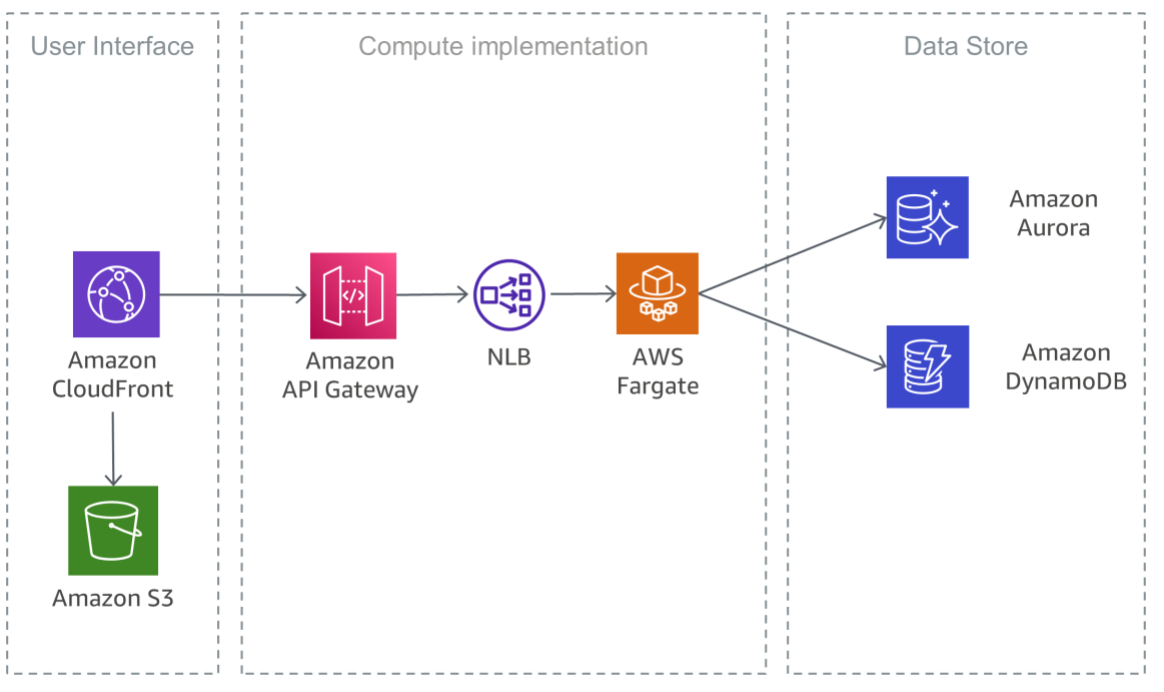 User Interface
Compute implementation
Data Store
Amazon
CloudFront
Amazon S3
</>
Amazon
API Gateway
NLB
AWS
Fargate
Amazon
Aurora
Amazon
DynamoDB